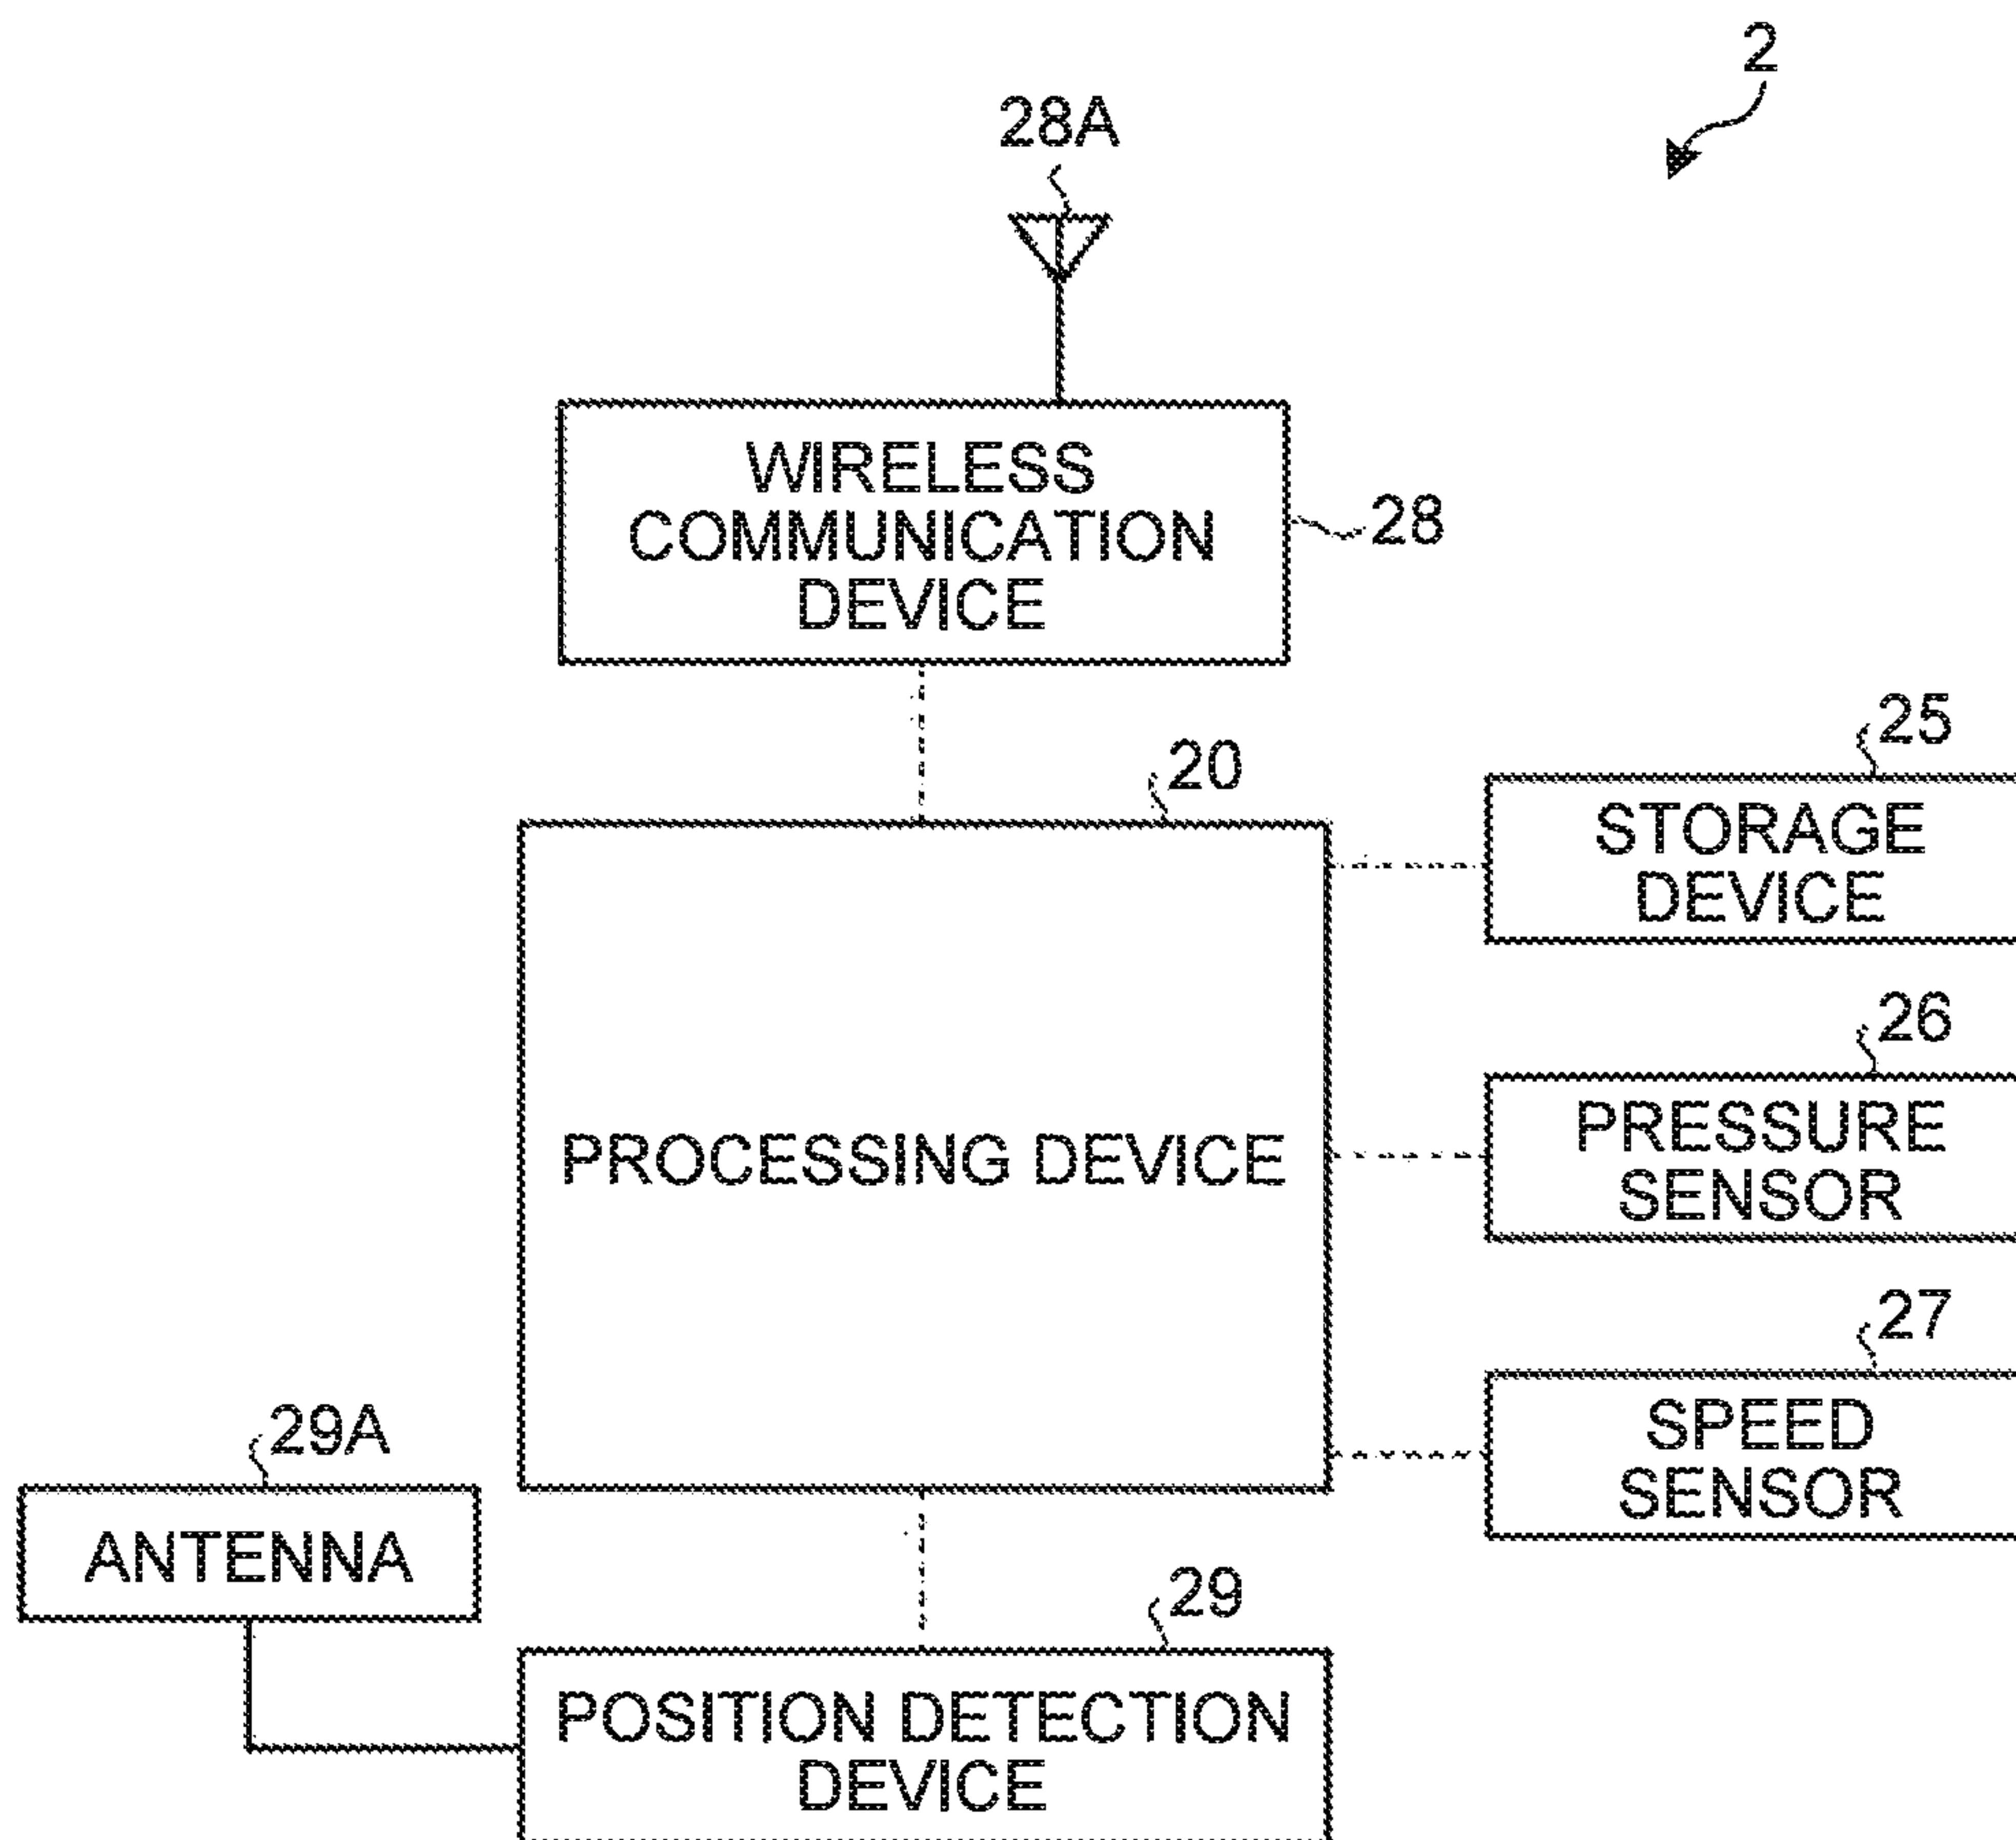 2
28A
WIRELESS
COMMUNICATION
DEVICE
28
20
25
STORAGE
DEVICE
26
PRESSURE
SENSOR
PROCESSING DEVICE
27
SPEED
SENSOR
29A
ANTENNA
29
POSITION DETECTION
DEVICE